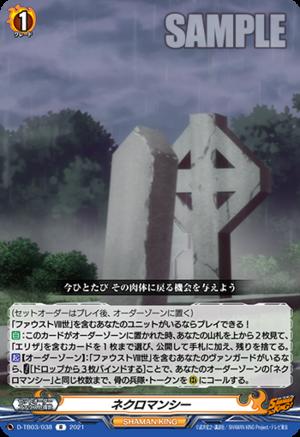 SAMPLE
1
グレード
今ひとたび その肉体に戻る機会を与えよう
(セットオーダーはプレイ後、オーダーゾーンに置く)
「ファウストⅧ世」を含むあなたのユニットがいるならプレイできる！
:このカードがオーダーゾーンに置かれた時、あなたの山札を上から2枚見て、
「エリザ」を含むカードを1枚まで選び、公開して手札に加え、残りを捨てる。
【オーダーゾーン】:「ファウストⅧ世」を含むあなたのヴァンガードがいるな
ら、[ドロップから3枚バインドする]ことで、あなたのオーダーゾーンの「ネ
クロマンシー」と同じ枚数まで、骨の兵隊・トークンを にコールする。
D-TB03/038 R 2021
ネクロマンシー
SHAMAN KING